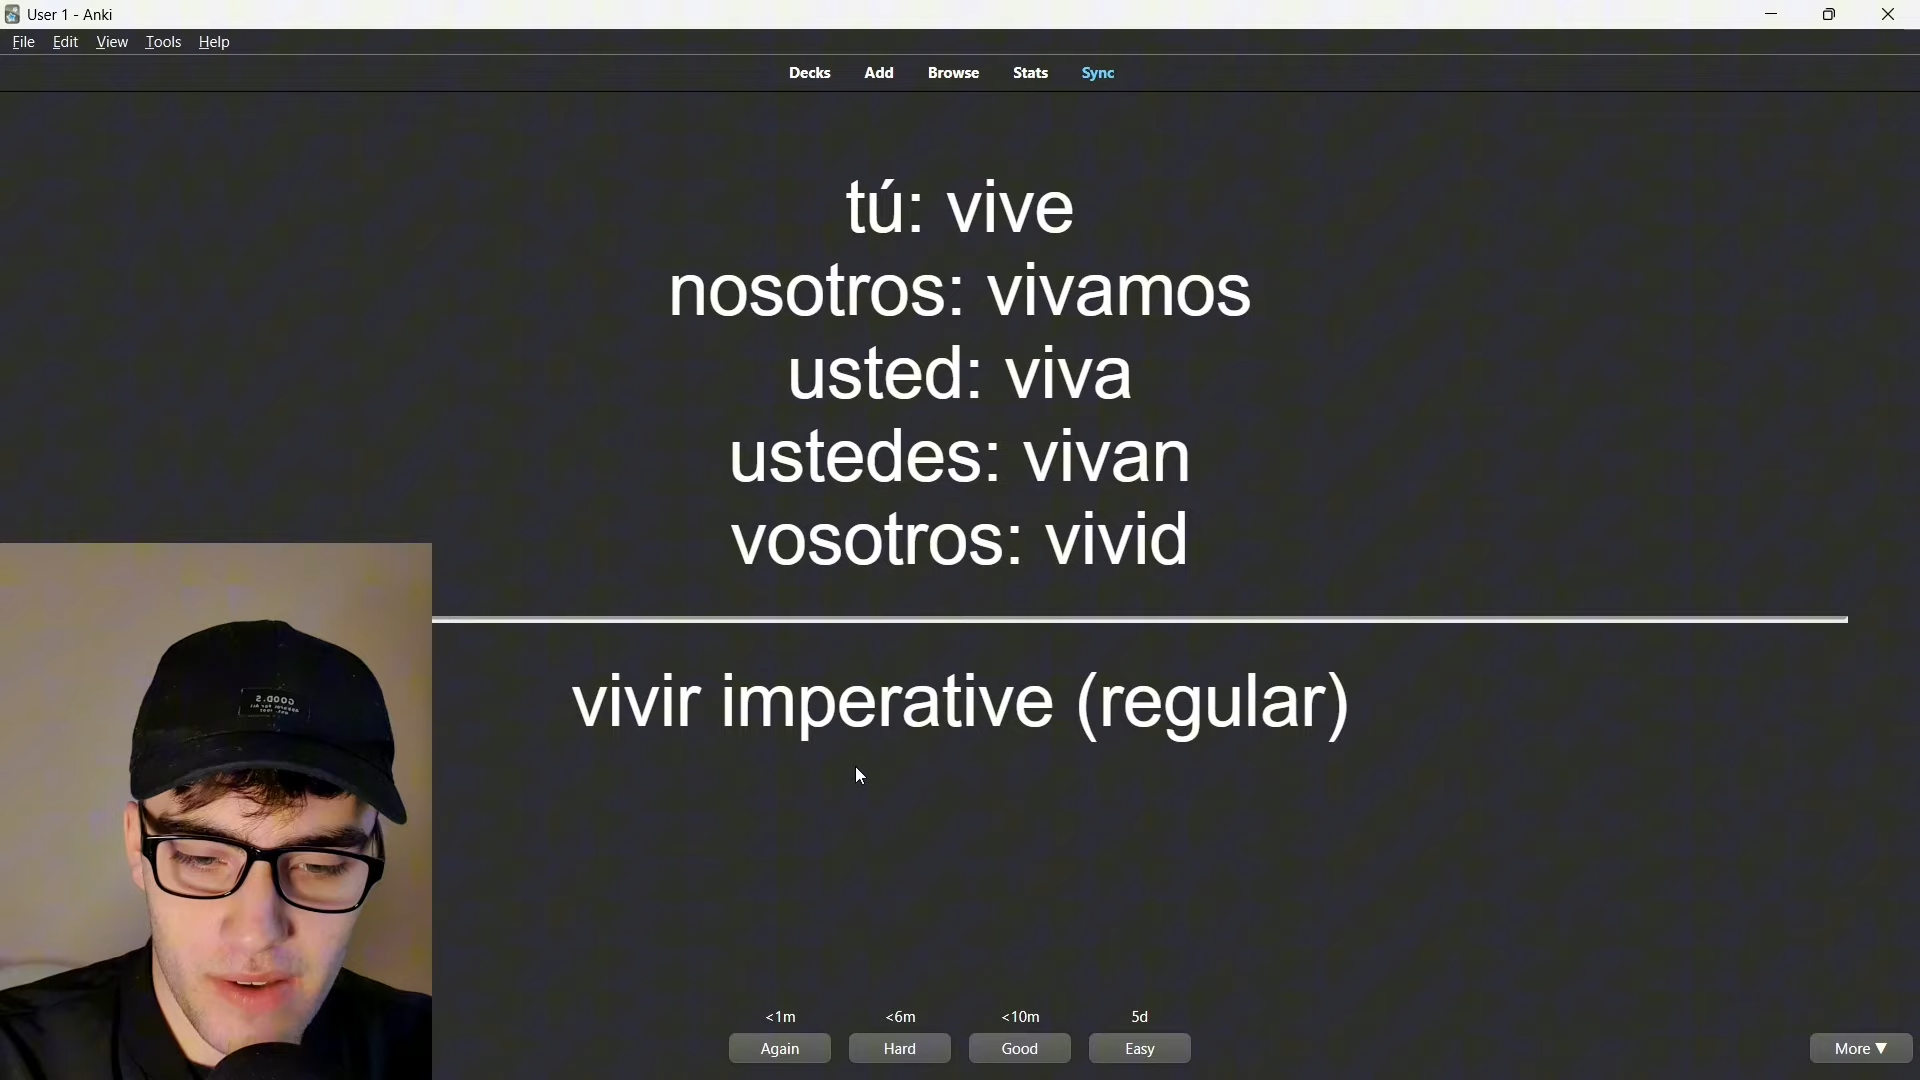 User 1 - Anki
File Edit View Tools Help
Decks Add Browse Stats Sync
tú: vive
nosotros: vivamos
usted: viva
ustedes: vivan
vosotros: vivid
vivir imperative (regular)
GOOD.S
<1m <6m <10m 5d
Again Hard Good Easy
More ▼